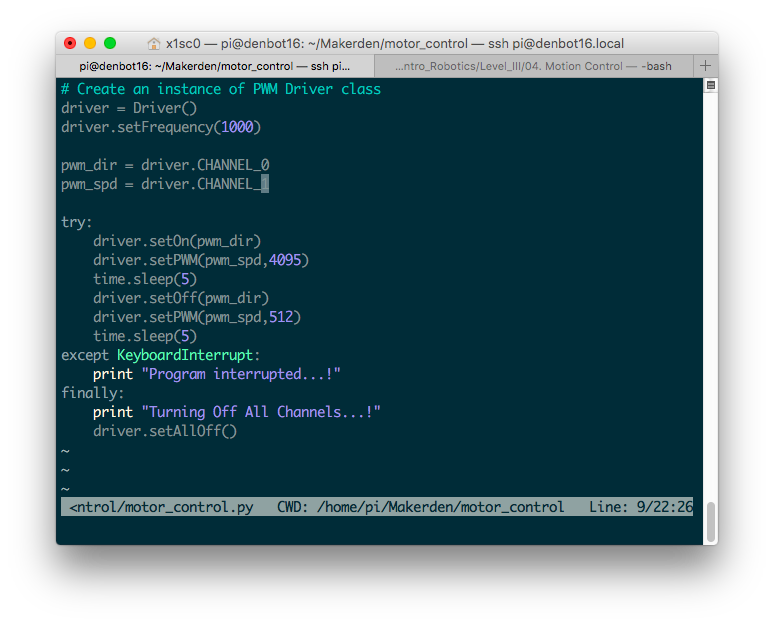 x1sc0 — pi@denbot16: ~/Makerden/motor_control — ssh pi@denbot16.local
pi@denbot16: ~/Makerden/motor_control — ssh pi... ...ntro_Robotics/Level_III/04. Motion Control — -bash +
# Create an instance of PWM Driver class
driver = Driver()
driver.setFrequency(1000)
pwm_dir = driver.CHANNEL_0
pwm_spd = driver.CHANNEL_1
try:
    driver.setOn(pwm_dir)
    driver.setPWM(pwm_spd,4095)
    time.sleep(5)
    driver.setOff(pwm_dir)
    driver.setPWM(pwm_spd,512)
    time.sleep(5)
except KeyboardInterrupt:
    print "Program interrupted...!"
finally:
    print "Turning Off All Channels...!"
    driver.setAllOff()
~
~
~
<ntrol/motor_control.py   CWD: /home/pi/Makerden/motor_control   Line: 9/22:26